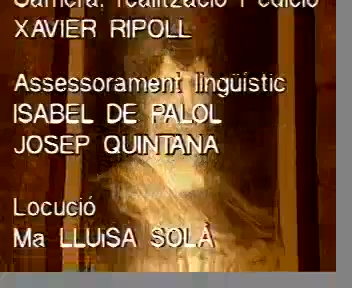 Càmera, realització i edició
XAVIER RIPOLL
Assessorament lingüístic
ISABEL DE PALOL
JOSEP QUINTANA
Locució
Ma LLUïSA SOLÀ